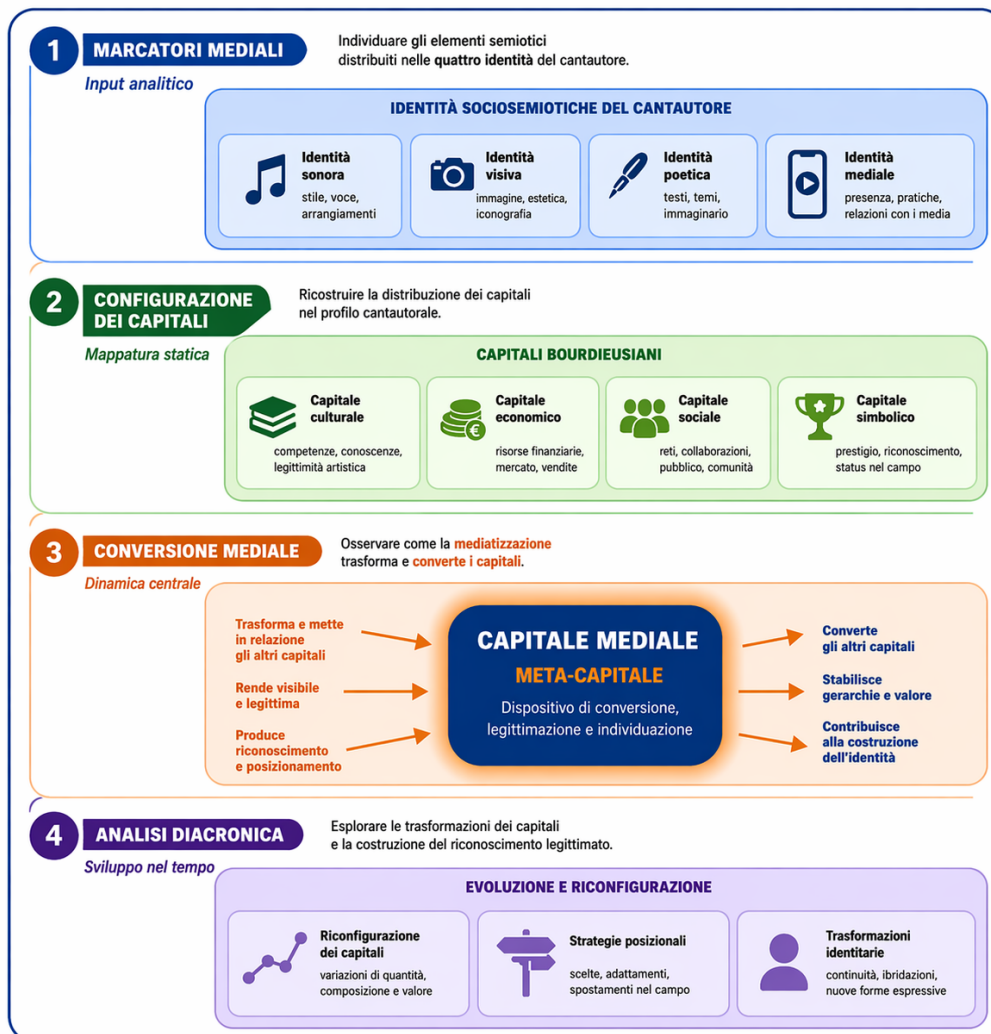 1
MARCATORI MEDIALI
Input analitico
Individuare gli elementi semiotici
distribuiti nelle quattro identità del cantautore.
IDENTITÀ SOCIOSEMIOTICHE DEL CANTAUTORE
Identità
sonora
stile, voce,
arrangiamenti
Identità
visiva
immagine, estetica,
iconografia
Identità
poetica
testi, temi,
immaginario
Identità
mediale
presenza, pratiche,
relazioni con i media
2
CONFIGURAZIONE
DEI CAPITALI
Mappatura statica
Ricostruire la distribuzione dei capitali
nel profilo cantautorale.
CAPITALI BOURDIEUSIANI
Capitale
culturale
competenze, conoscenze,
legittimità artistica
€
Capitale
economico
risorse finanziarie,
mercato, vendite
Capitale
sociale
reti, collaborazioni,
pubblico, comunità
Capitale
simbolico
prestigio, riconoscimento,
status nel campo
3
CONVERSIONE MEDIALE
Dinamica centrale
Osservare come la mediatizzazione
trasforma e converte i capitali.
Trasforma e mette
in relazione
gli altri capitali
Rende visibile
e legittima
Produce
riconoscimento
e posizionamento
CAPITALE MEDIALE
META-CAPITALE
Dispositivo di conversione,
legittimazione e individuazione
Converte
gli altri capitali
Stabilisce
gerarchie e valore
Contribuisce
alla costruzione
dell'identità
4
ANALISI DIACRONICA
Sviluppo nel tempo
Esplorare le trasformazioni dei capitali
e la costruzione del riconoscimento legittimato.
EVOLUZIONE E RICONFIGURAZIONE
Riconfigurazione
dei capitali
variazioni di quantità,
composizione e valore
Strategie posizionali
scelte, adattamenti,
spostamenti nel campo
Trasformazioni
identitarie
continuità, ibridazioni,
nuove forme espressive